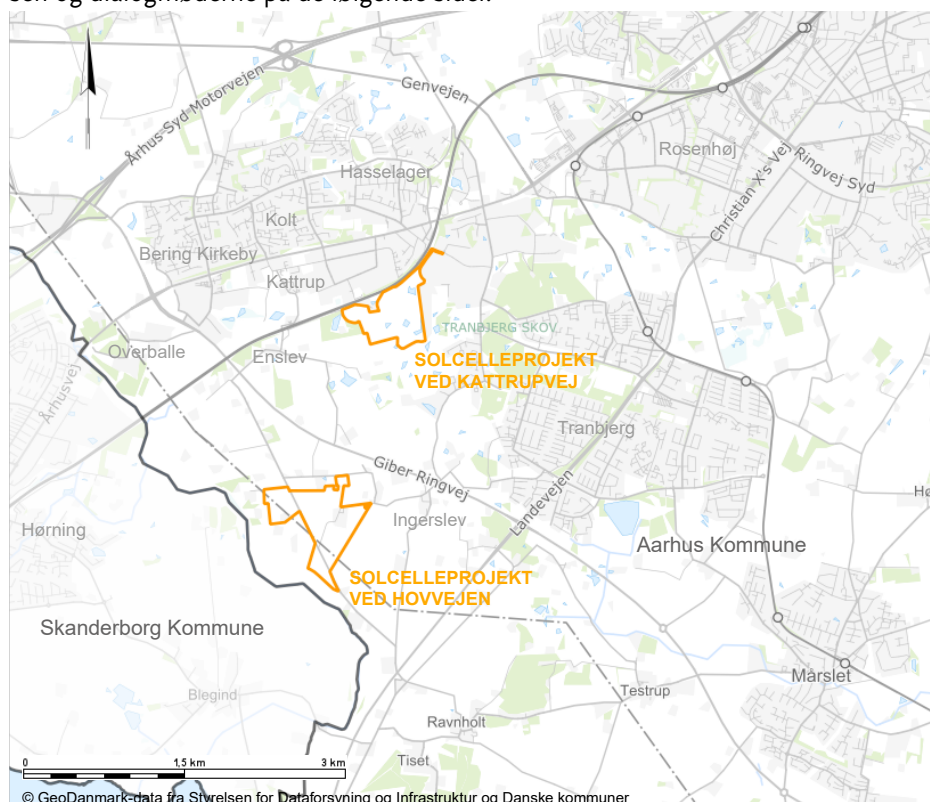 Genvejen
Århus Syd Motorvejen
Rosenhøj
Ringvej Syd
Hasselager
Christian X's Vej
Kolt
Bering Kirkeby
Kattrup
TRANBJERG SKOV
Overballe
Enslev
SOLCELLEPROJEKT
VED KATTRUPVEJ
Århusvej
Tranbjerg
Giber Ringvej
Landevejen
Ingerslev
Hørning
Aarhus Kommune
SOLCELLEPROJEKT
VED HOVVEJEN
Skanderborg Kommune
Mårslet
Blegind
Testrup
Ravnholt
Tiset
0 1,5 km 3 km
© GeoDanmark-data fra Styrelsen for Dataforsyning og Infrastruktur og Danske kommuner